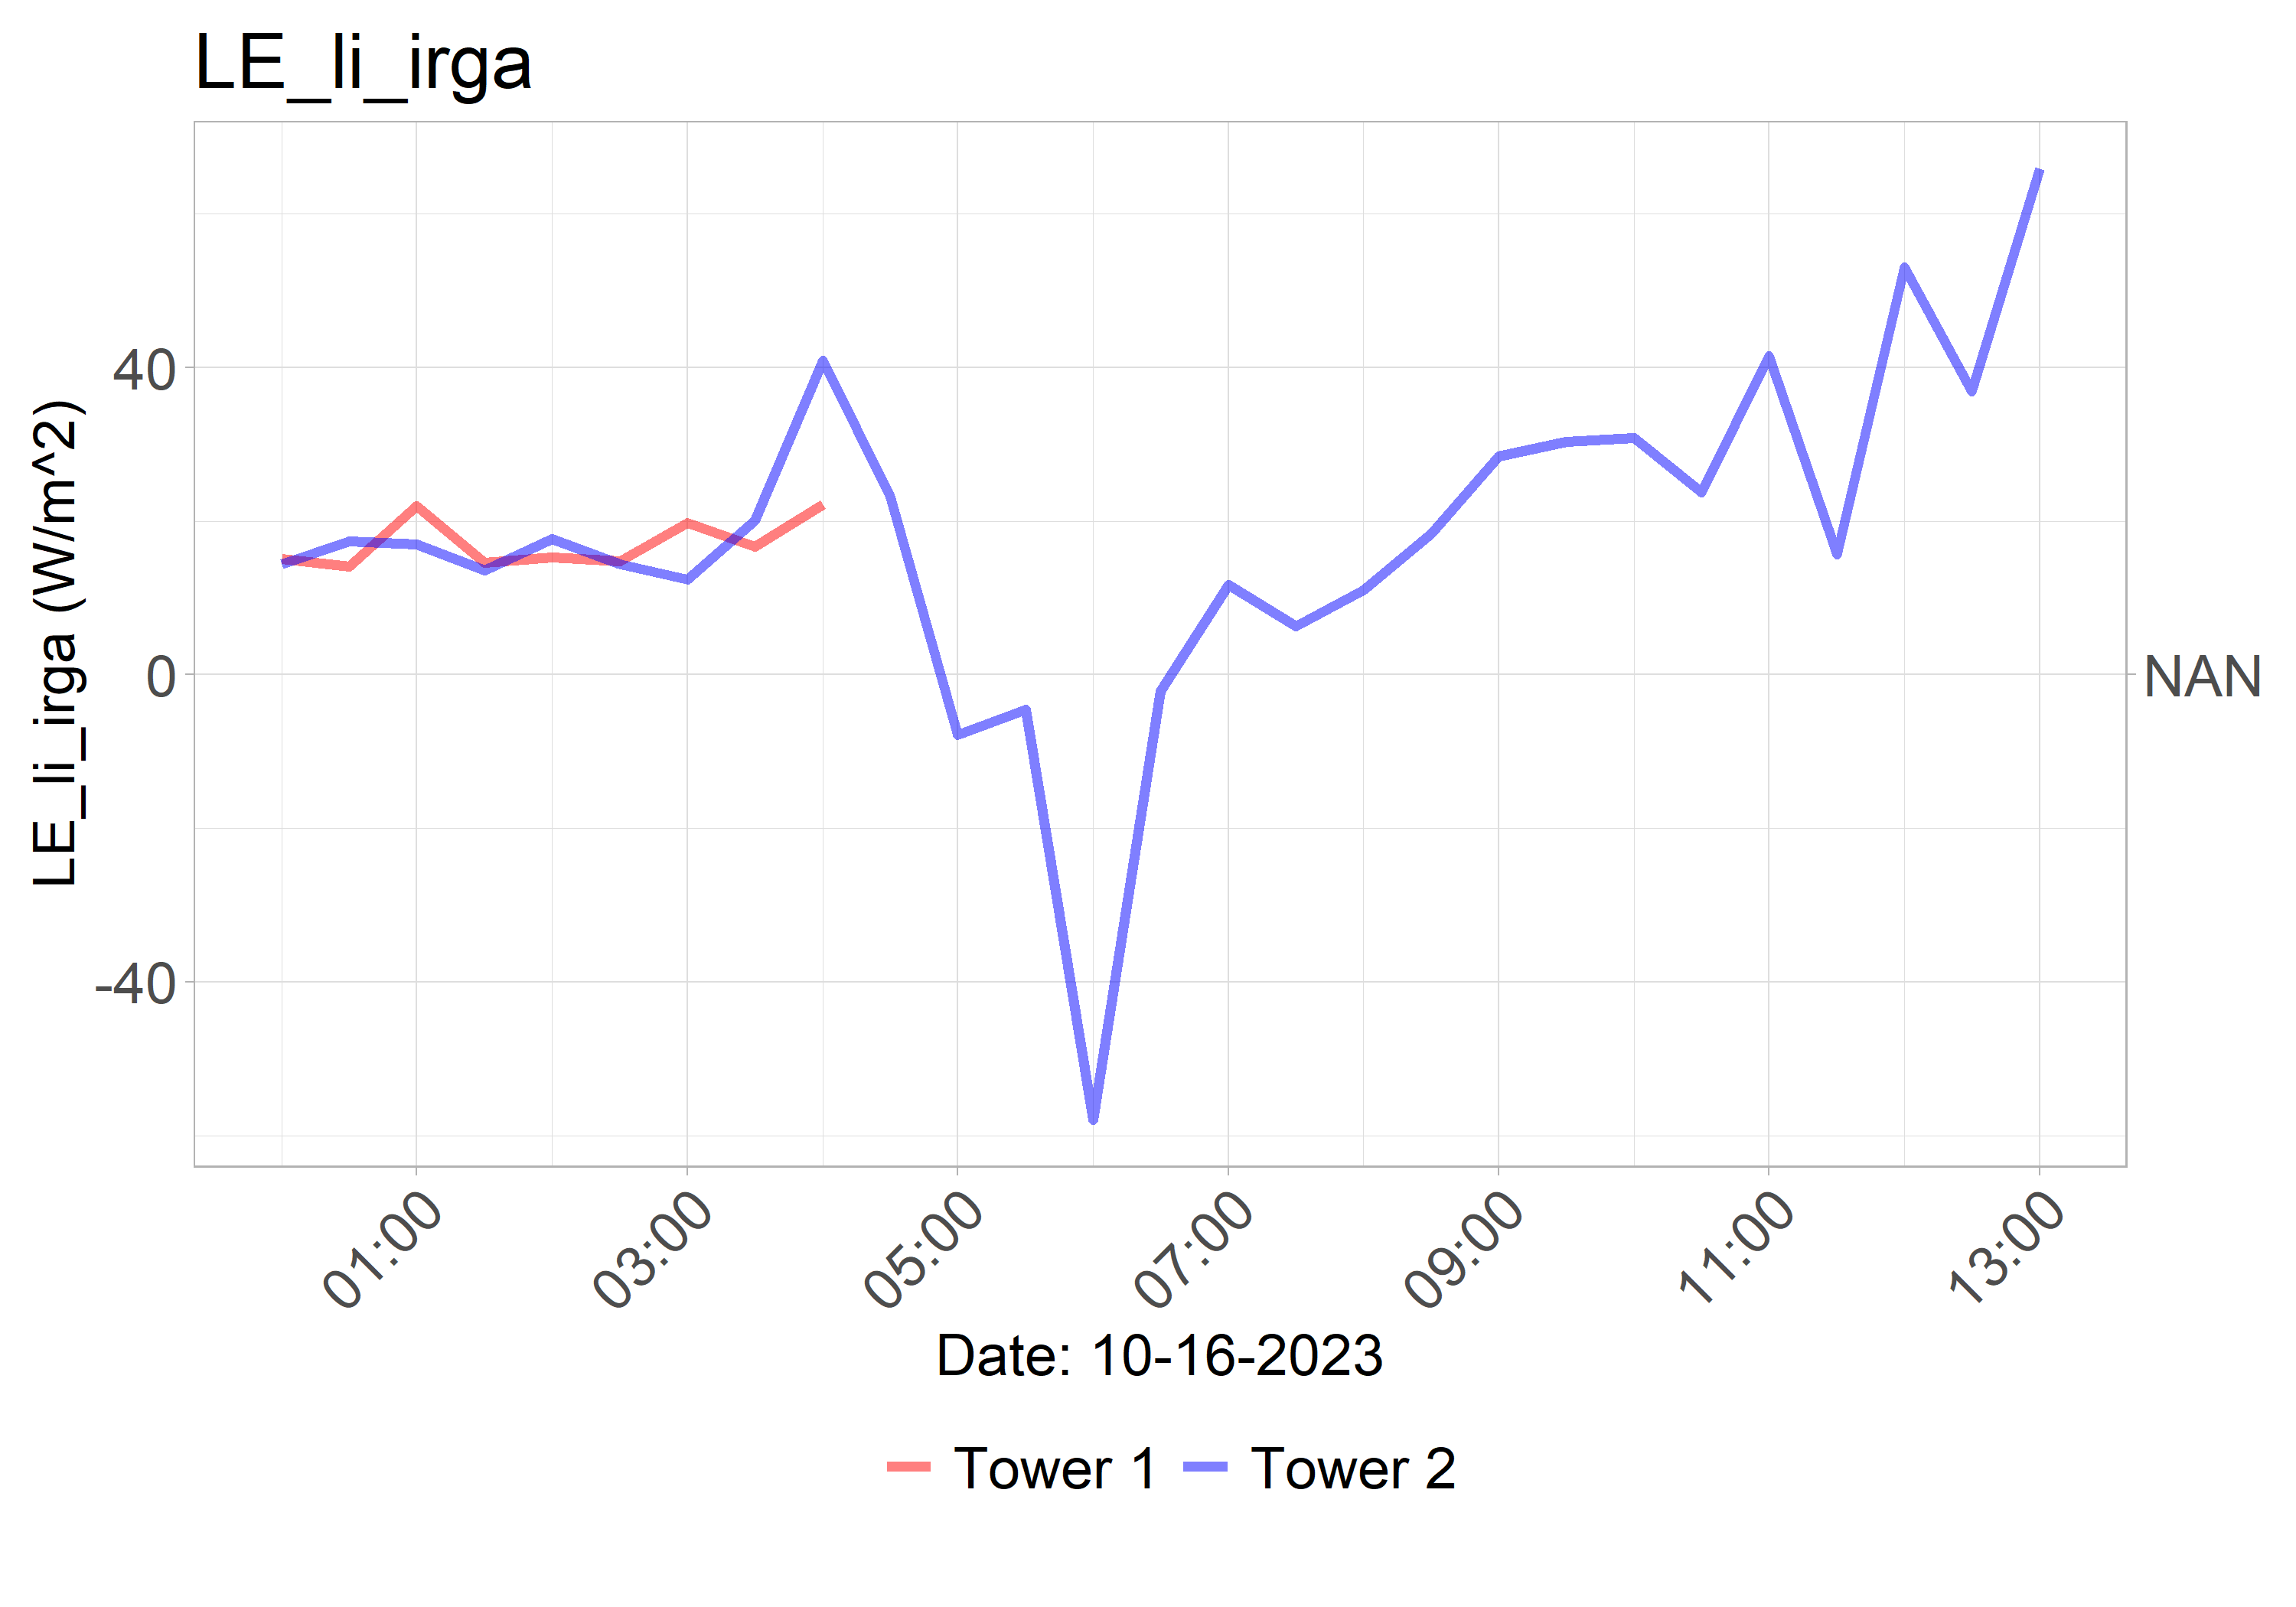 LE_li_irga
LE_li_irga (W/m^2)
40
0
-40
NAN
01:00
03:00
05:00
07:00
09:00
11:00
13:00
Date: 10-16-2023
Tower 1
Tower 2